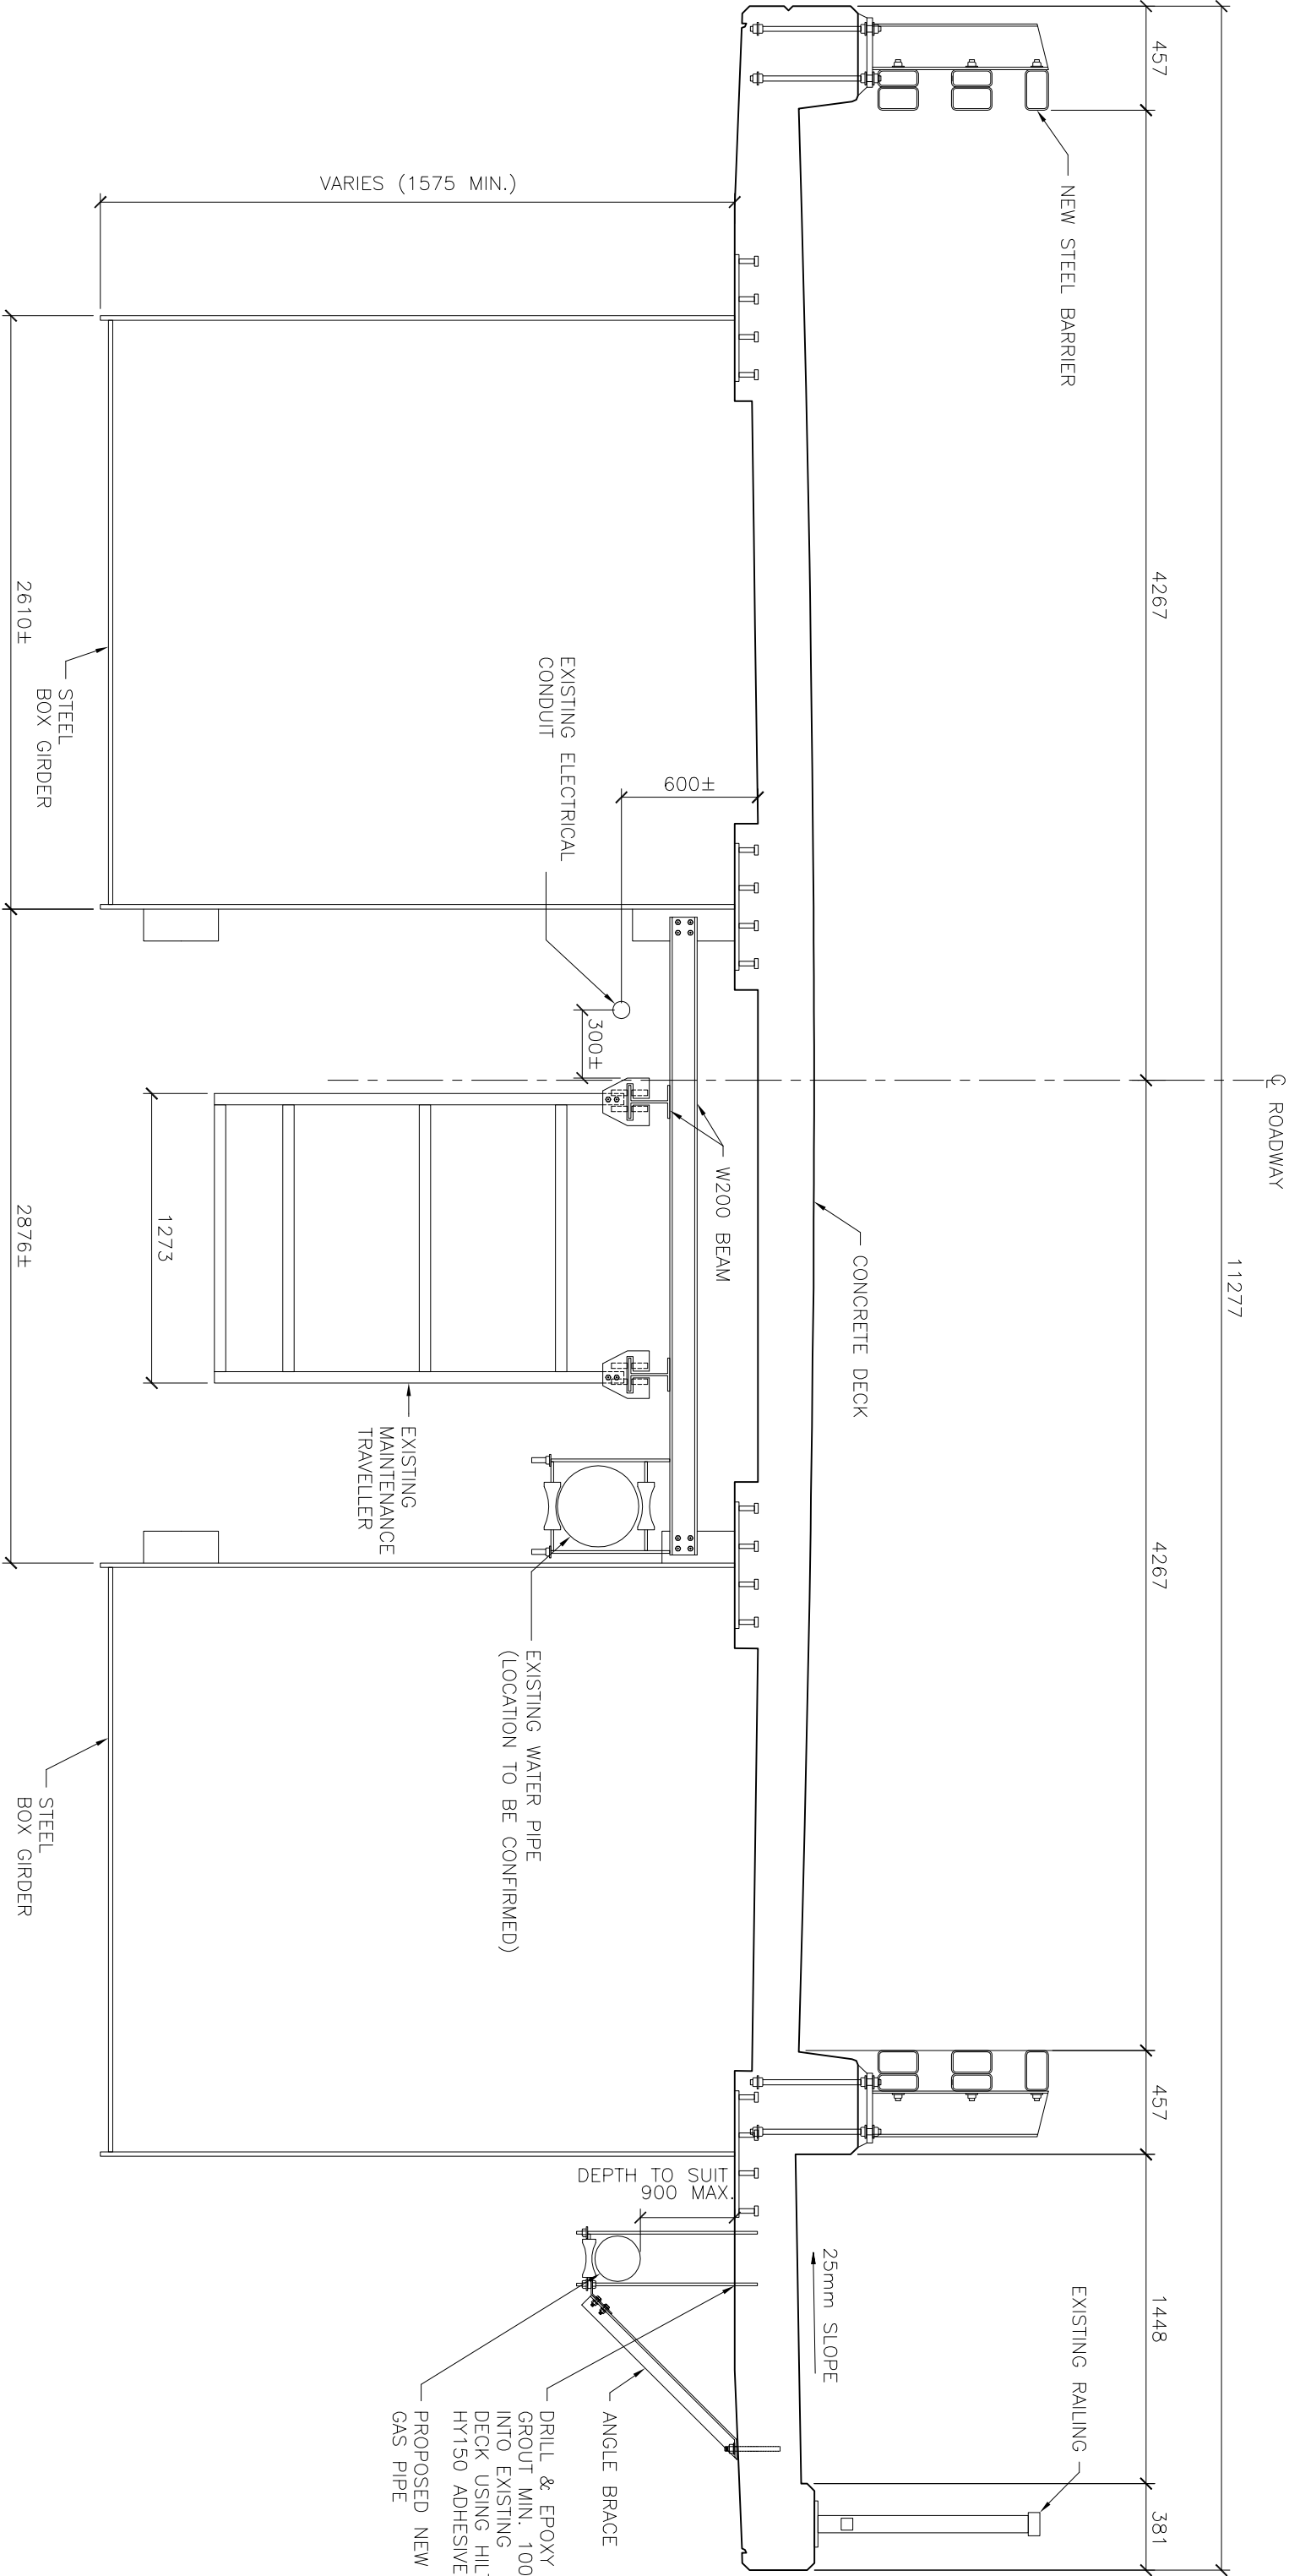 ℄ ROADWAY
11277
457
4267
4267
457
1448
381
NEW STEEL BARRIER
EXISTING RAILING
25mm SLOPE
CONCRETE DECK
W200 BEAM
VARIES (1575 MIN.)
600±
EXISTING ELECTRICAL
CONDUIT
300±
DEPTH TO SUIT
900 MAX.
ANGLE BRACE
DRILL & EPOXY
GROUT MIN. 100
INTO EXISTING
DECK USING
HY150 ADHESIVE
PROPOSED NEW
GAS PIPE
EXISTING WATER PIPE
(LOCATION TO BE CONFIRMED)
EXISTING
MAINTENANCE
TRAVELLER
1273
STEEL
BOX GIRDER
STEEL
BOX GIRDER
2610±
2876±